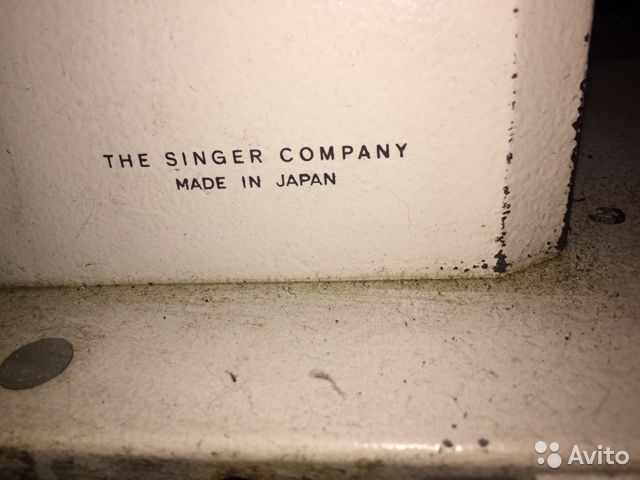 THE SINGER COMPANY
MADE IN JAPAN
Avito